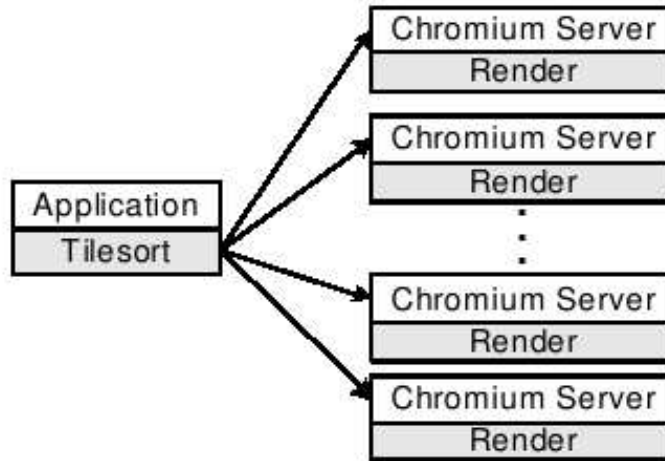 Chromium Server
Render
Chromium Server
Render
Application
Tilesort
Chromium Server
Render
Chromium Server
Render